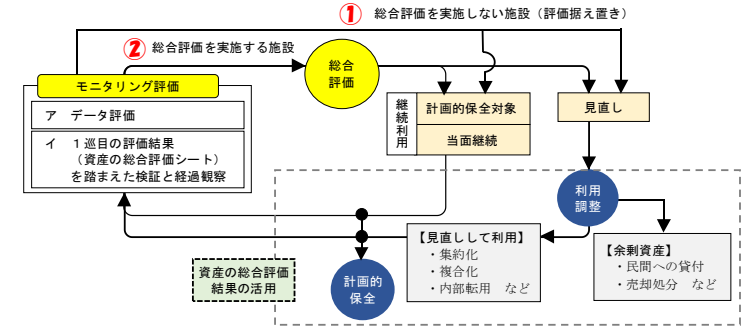 ① 総合評価を実施しない施設（評価据え置き）
② 総合評価を実施する施設
総合
評価
モニタリング評価
ア データ評価
イ １巡目の評価結果
（資産の総合評価シート）
を踏まえた検証と経過観察
継続利用
計画的保全対象
当面継続
見直し
利用
調整
【見直しして利用】
・集約化
・複合化
・内部転用 など
【余剰資産】
・民間への貸付
・売却処分 など
資産の総合評価
結果の活用
計画的
保全